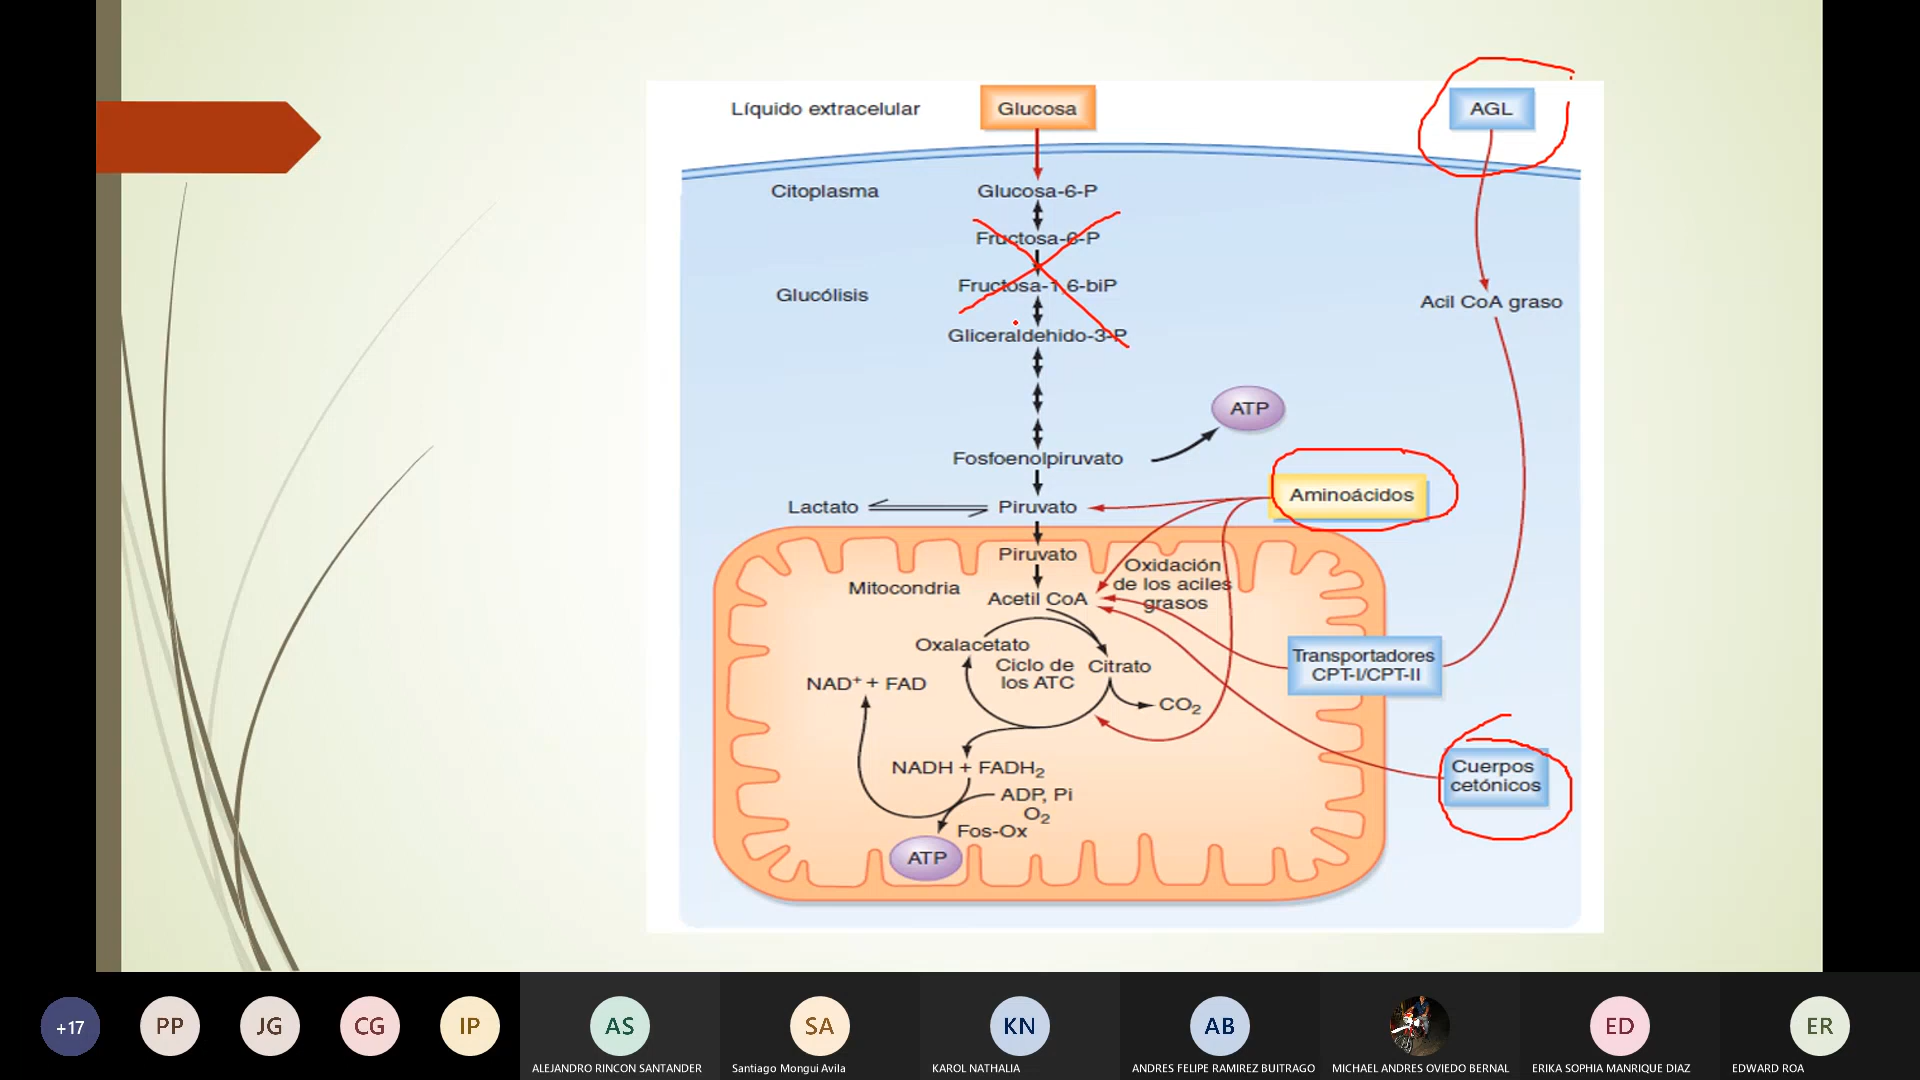 Líquido extracelular
Glucosa
AGL
Citoplasma
Glucosa-6-P
Fructosa-6-P
Glucólisis
Fructosa-1,6-biP
Acil CoA graso
Gliceraldehido-3-P
ATP
Fosfoenolpiruvato
Aminoácidos
Lactato
Piruvato
Piruvato
Mitocondria
Acetil CoA
Oxidación
de los aciles
grasos
Oxalacetato
Ciclo de
los ATC
Citrato
Transportadores
CPT-I/CPT-II
NAD⁺ + FAD
CO₂
NADH + FADH₂
Cuerpos
cetónicos
ADP, Pi
O₂
Fos-Ox
ATP
+17
PP
JG
CG
IP
AS
ALEJANDRO RINCON SANTANDER
SA
Santiago Mongui Avila
KN
KAROL NATHALIA
AB
ANDRES FELIPE RAMIREZ BUITRAGO
MICHAEL ANDRES OVIEDO BERNAL
ED
ERIKA SOPHIA MANRIQUE DIAZ
ER
EDWARD ROA